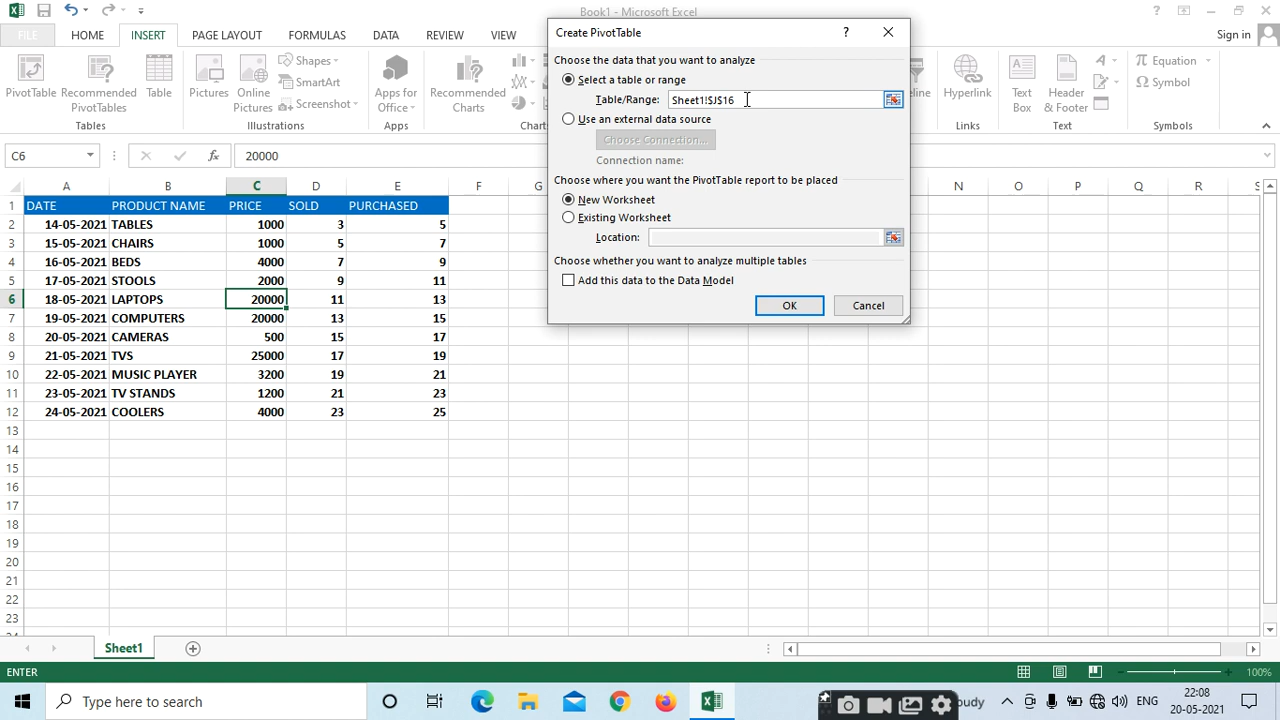 Book1 - Microsoft Excel
Sign in
FILE HOME INSERT PAGE LAYOUT FORMULAS DATA REVIEW VIEW
PivotTable Recommended PivotTables Table
Tables
Pictures Online Pictures Shapes SmartArt Screenshot
Illustrations
Apps for Office
Apps
Recommended Charts
Hyperlink
Links
Text Box Header & Footer
Text
Equation
Symbol
Symbols
Create PivotTable
Choose the data that you want to analyze
Select a table or range
Table/Range: Sheet1!$J$16
Use an external data source
Choose Connection...
Connection name:
Choose where you want the PivotTable report to be placed
New Worksheet
Existing Worksheet
Location:
Choose whether you want to analyze multiple tables
Add this data to the Data Model
OK Cancel
C6 fx 20000
A B C D E F G N O P Q R
1 DATE PRODUCT NAME PRICE SOLD PURCHASED
2 14-05-2021 TABLES 1000 3 5
3 15-05-2021 CHAIRS 1000 5 7
4 16-05-2021 BEDS 4000 7 9
5 17-05-2021 STOOLS 2000 9 11
6 18-05-2021 LAPTOPS 20000 11 13
7 19-05-2021 COMPUTERS 20000 13 15
8 20-05-2021 CAMERAS 500 15 17
9 21-05-2021 TVS 25000 17 19
10 22-05-2021 MUSIC PLAYER 3200 19 21
11 23-05-2021 TV STANDS 1200 21 23
12 24-05-2021 COOLERS 4000 23 25
13
14
15
16
17
18
19
20
21
22
23
Sheet1
ENTER 100%
Type here to search
ENG
22:08
20-05-2021